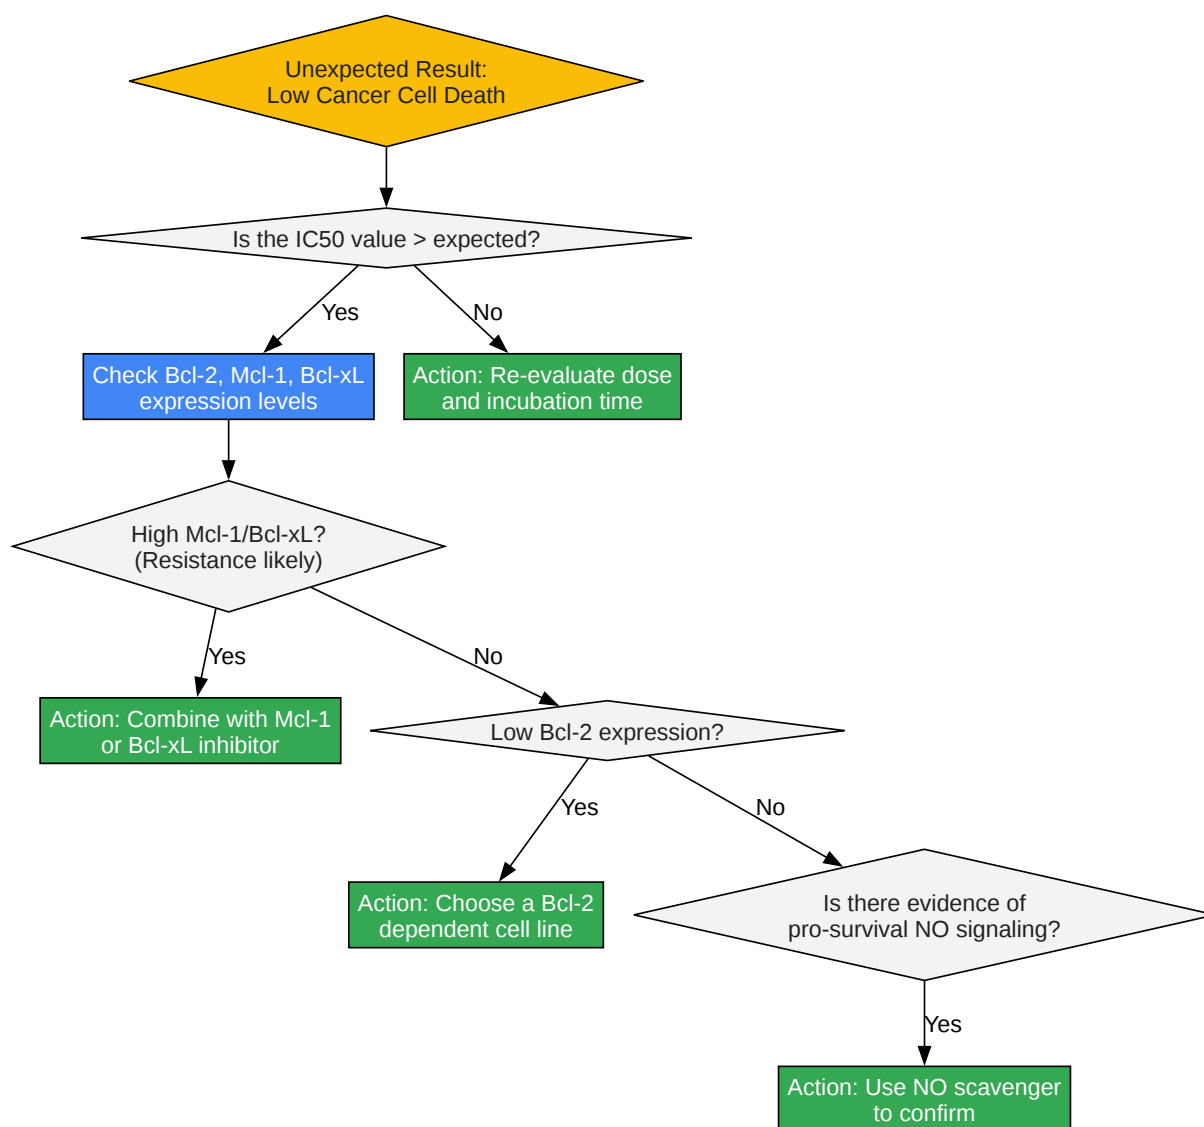 Unexpected Result:
Low Cancer Cell Death
Is the IC50 value > expected?
Yes
No
Check Bcl-2, Mcl-1, Bcl-xL
expression levels
Action: Re-evaluate dose
and incubation time
High Mcl-1/Bcl-xL?
(Resistance likely)
Yes
No
Action: Combine with Mcl-1
or Bcl-xL inhibitor
Low Bcl-2 expression?
Yes
No
Action: Choose a Bcl-2
dependent cell line
Is there evidence of
pro-survival NO signaling?
Yes
Action: Use NO scavenger
to confirm